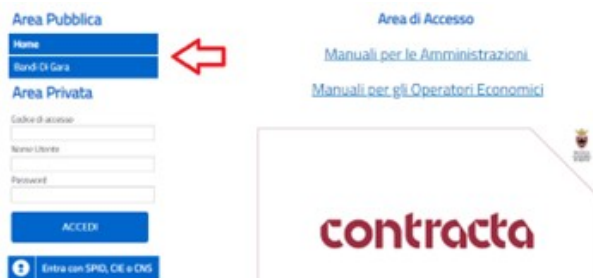 Area Pubblica
Home
Bandi Di Gara
Area Privata
Codice di accesso
Nome Utente
Password
ACCEDI
Entra con SPID, CIE o CNS
Area di Accesso
Manuali per le Amministrazioni
Manuali per gli Operatori Economici
contracta